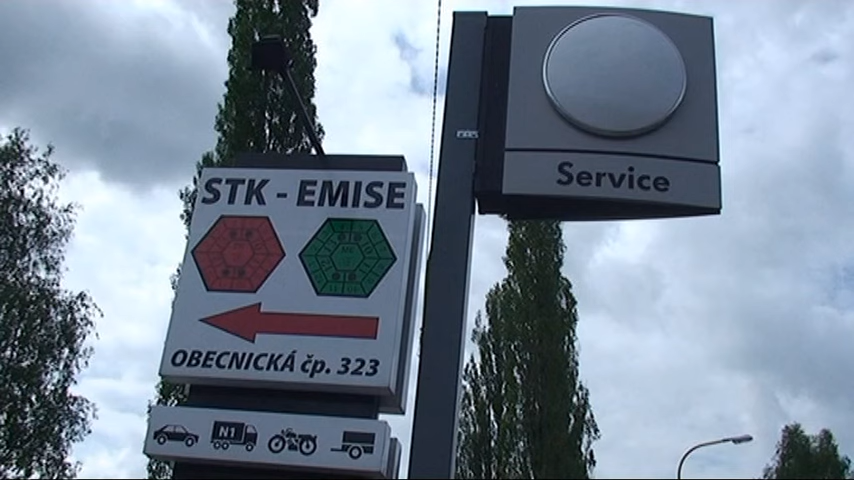 STK - EMISE
OBECNICKÁ čp. 323
N1
Service